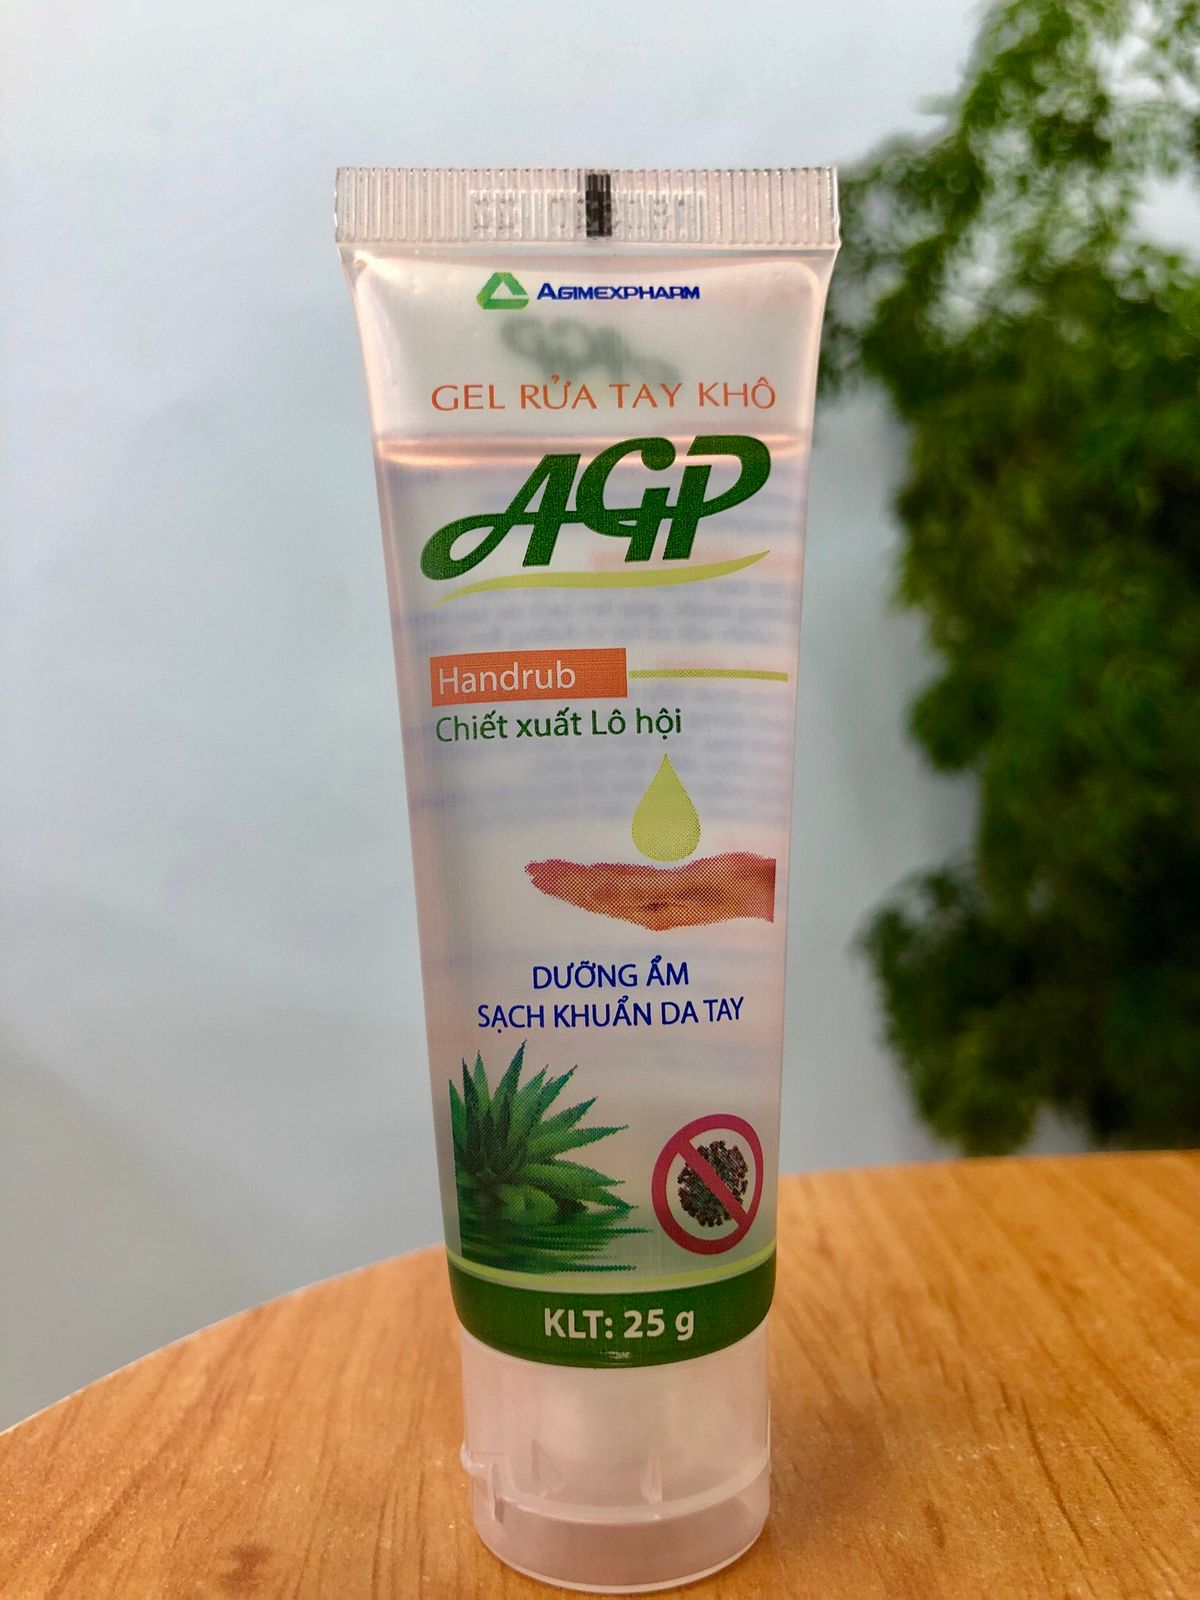 AGIMEXPHARM
GEL RỬA TAY KHÔ
AGP
Handrub
Chiết xuất Lô hội
DƯỠNG ẨM
SẠCH KHUẨN DA TAY
KLT: 25 g